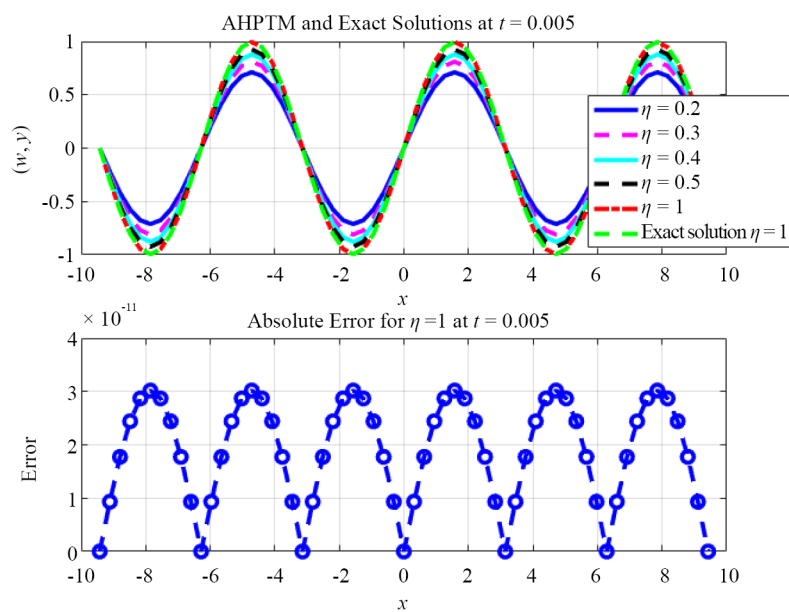 AHPTM and Exact Solutions at t = 0.005
1
0.5
0
-0.5
-1
(w, y)
-10 -8 -6 -4 -2 0 2 4 6 8 10
x
η = 0.2
η = 0.3
η = 0.4
η = 0.5
η = 1
Exact solution η = 1
× 10⁻¹¹
Absolute Error for η =1 at t = 0.005
4
3
2
1
0
Error
-10 -8 -6 -4 -2 0 2 4 6 8 10
x